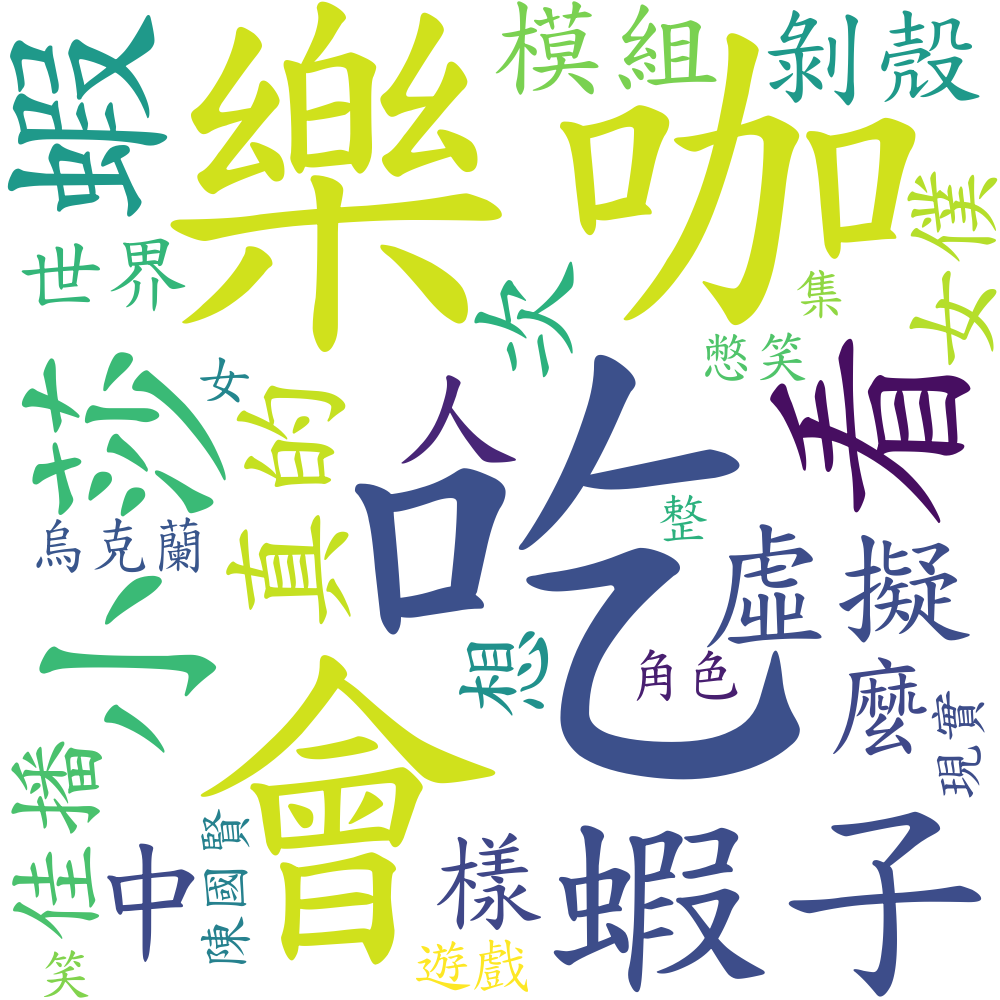 蝦
樂咖
模組
剝殼
世界
次
集
女僕
憋笑
小莎
女
真的
人
吃
看
烏克蘭
整
虛擬
想
角色
麼
現實
佳播
會
中
陳國賢
樣
蝦子
笑
遊戲